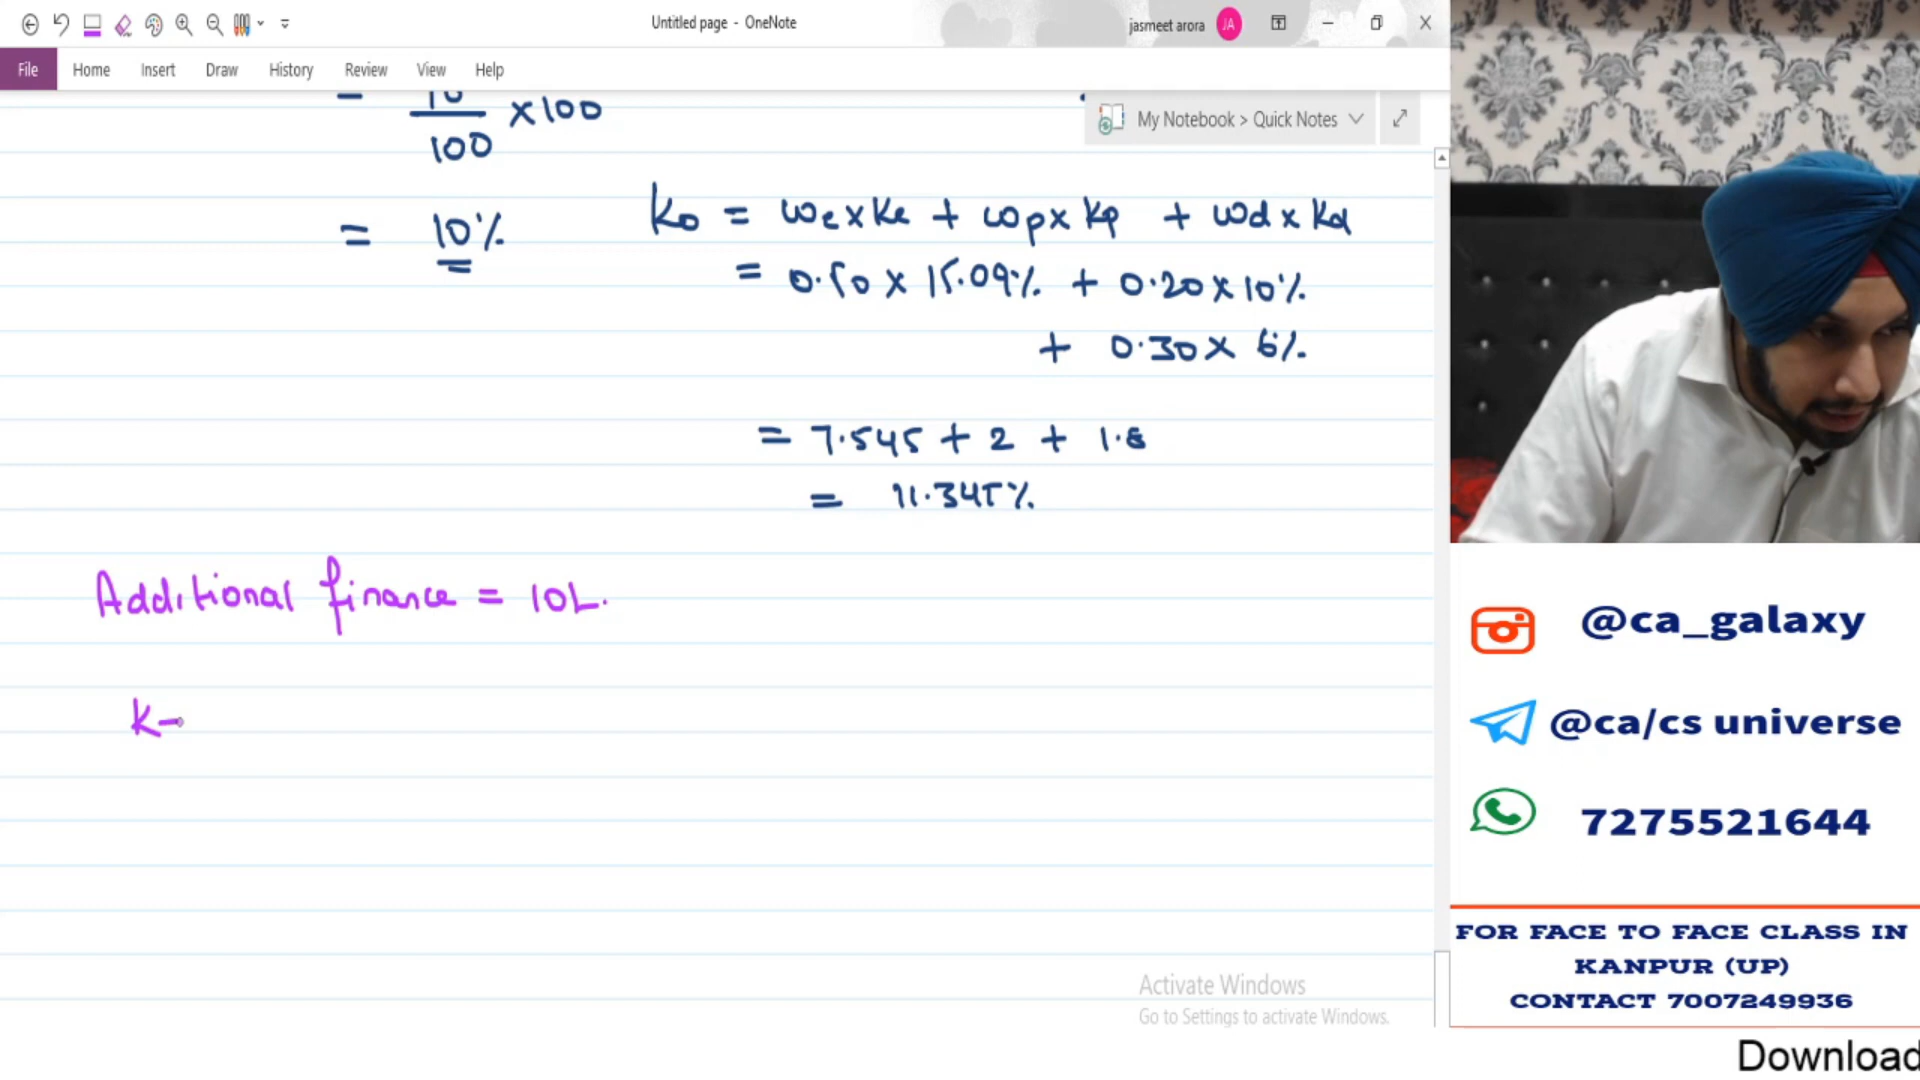 Untitled page - OneNote
jasmeet arora
JA
File Home Insert Draw History Review View Help
My Notebook > Quick Notes
= 10/100 × 100
= 10%
Ko = we×Ke + wp×Kp + wd×Kd
= 0.50 × 15.09% + 0.20×10%
+ 0.30× 6%
= 7.545 + 2 + 1.8
= 11.345%
Additional finance = 10L.
K
Activate Windows
Go to Settings to activate Windows.
@ca_galaxy
@ca/cs universe
7275521644
FOR FACE TO FACE CLASS IN
KANPUR (UP)
CONTACT 7007249936
Download